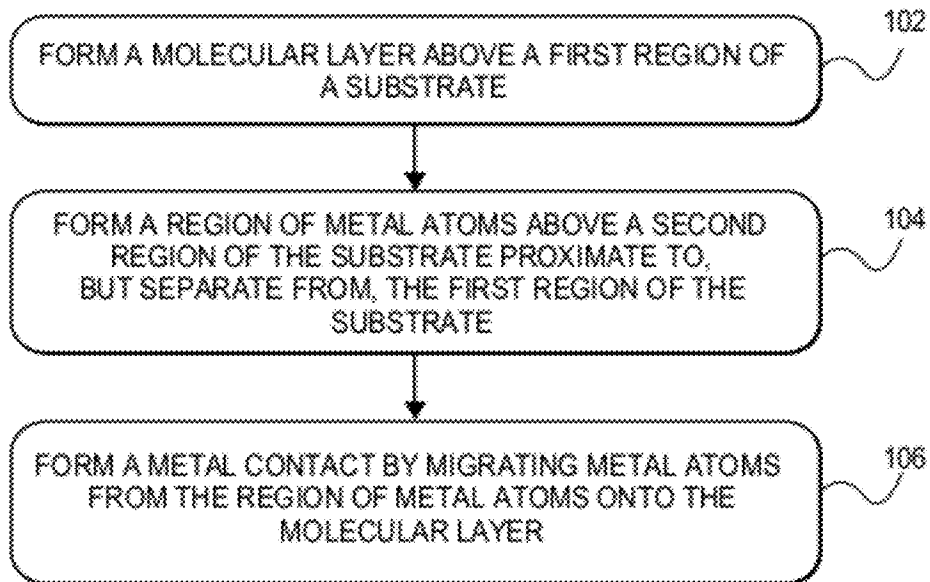 102
FORM A MOLECULAR LAYER ABOVE A FIRST REGION OF
A SUBSTRATE
104
FORM A REGION OF METAL ATOMS ABOVE A SECOND
REGION OF THE SUBSTRATE PROXIMATE TO,
BUT SEPARATE FROM, THE FIRST REGION OF THE
SUBSTRATE
106
FORM A METAL CONTACT BY MIGRATING METAL ATOMS
FROM THE REGION OF METAL ATOMS ONTO THE
MOLECULAR LAYER